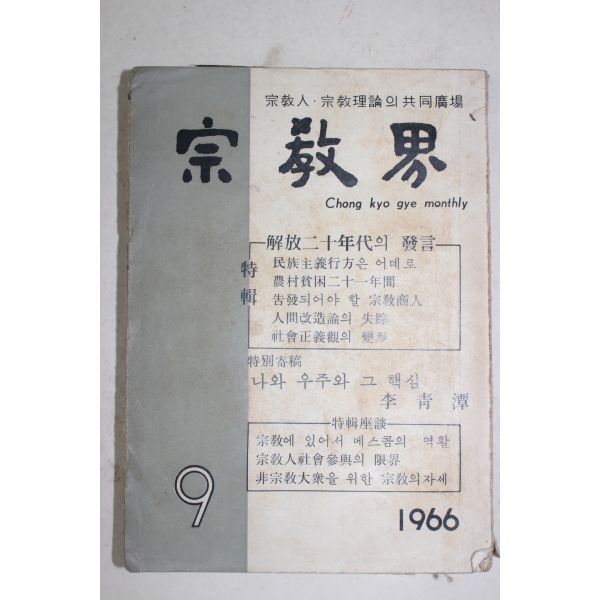 宗敎人·宗敎理論의共同廣場
宗敎界
Chong kyo gye monthly
解放二十年代의 發言
特輯
民族主義行方은 어데로
農村貧困二十一年間
告發되어야 할 宗敎商人
人間改造論의 失踪
社會正義觀의 變形
特別寄稿
나와 우주와 그 핵심
李靑潭
特輯座談
宗敎에 있어서 메스콤의 역활
宗敎人社會參與의 限界
非宗敎大衆을 위한 宗敎의자세
9
1966